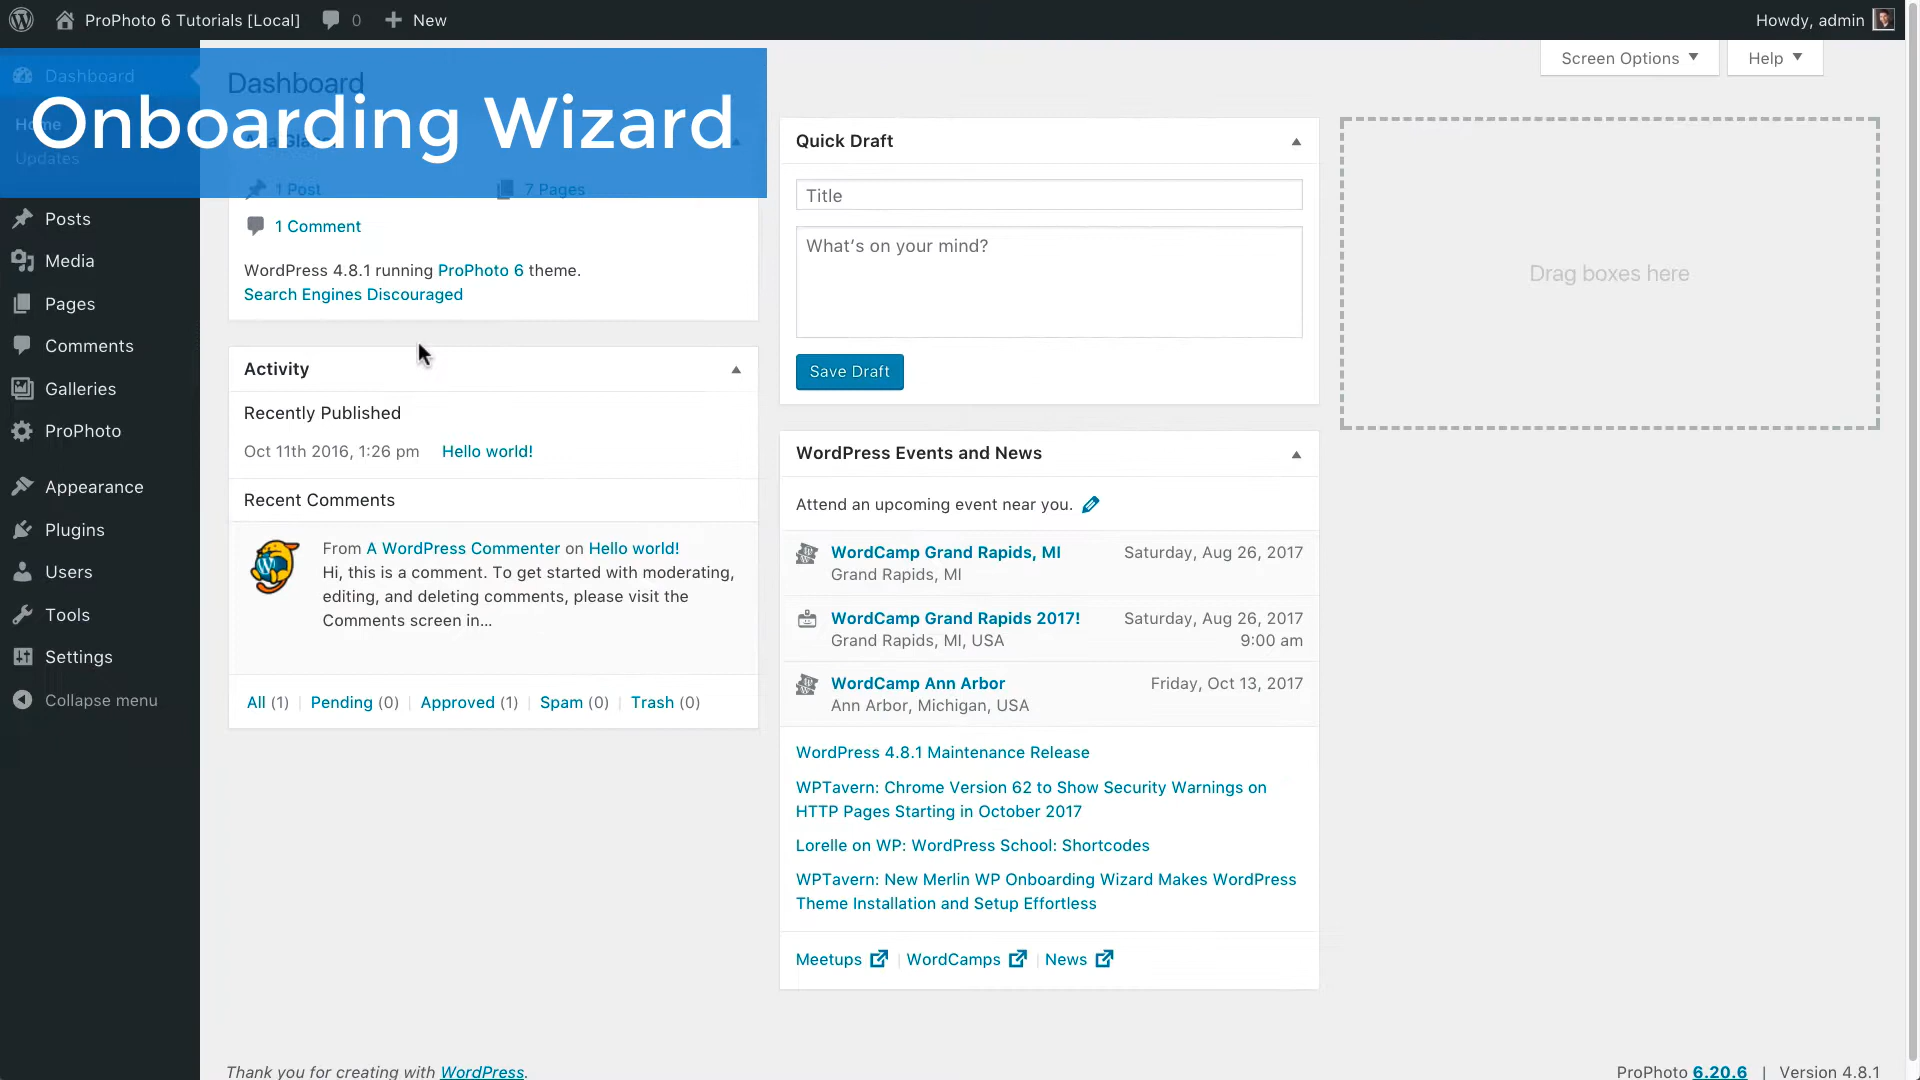 ProPhoto 6 Tutorials [Local]
0
New
Howdy, admin
Screen Options
Help
Dashboard
Dashboard
Onboarding Wizard
Home
Updates
1 Post
7 Pages
1 Comment
WordPress 4.8.1 running ProPhoto 6 theme.
Search Engines Discouraged
Posts
Media
Pages
Comments
Galleries
ProPhoto
Appearance
Plugins
Users
Tools
Settings
Collapse menu
Activity
Recently Published
Oct 11th 2016, 1:26 pm Hello world!
Recent Comments
From A WordPress Commenter on Hello world!
Hi, this is a comment. To get started with moderating,
editing, and deleting comments, please visit the
Comments screen in…
All (1) | Pending (0) | Approved (1) | Spam (0) | Trash (0)
Quick Draft
Title
What's on your mind?
Save Draft
Drag boxes here
WordPress Events and News
Attend an upcoming event near you.
WordCamp Grand Rapids, MI Saturday, Aug 26, 2017
Grand Rapids, MI
WordCamp Grand Rapids 2017! Saturday, Aug 26, 2017
Grand Rapids, MI, USA 9:00 am
WordCamp Ann Arbor Friday, Oct 13, 2017
Ann Arbor, Michigan, USA
WordPress 4.8.1 Maintenance Release
WPTavern: Chrome Version 62 to Show Security Warnings on
HTTP Pages Starting in October 2017
Lorelle on WP: WordPress School: Shortcodes
WPTavern: New Merlin WP Onboarding Wizard Makes WordPress
Theme Installation and Setup Effortless
Meetups | WordCamps | News
Thank you for creating with WordPress.
ProPhoto 6.20.6 | Version 4.8.1